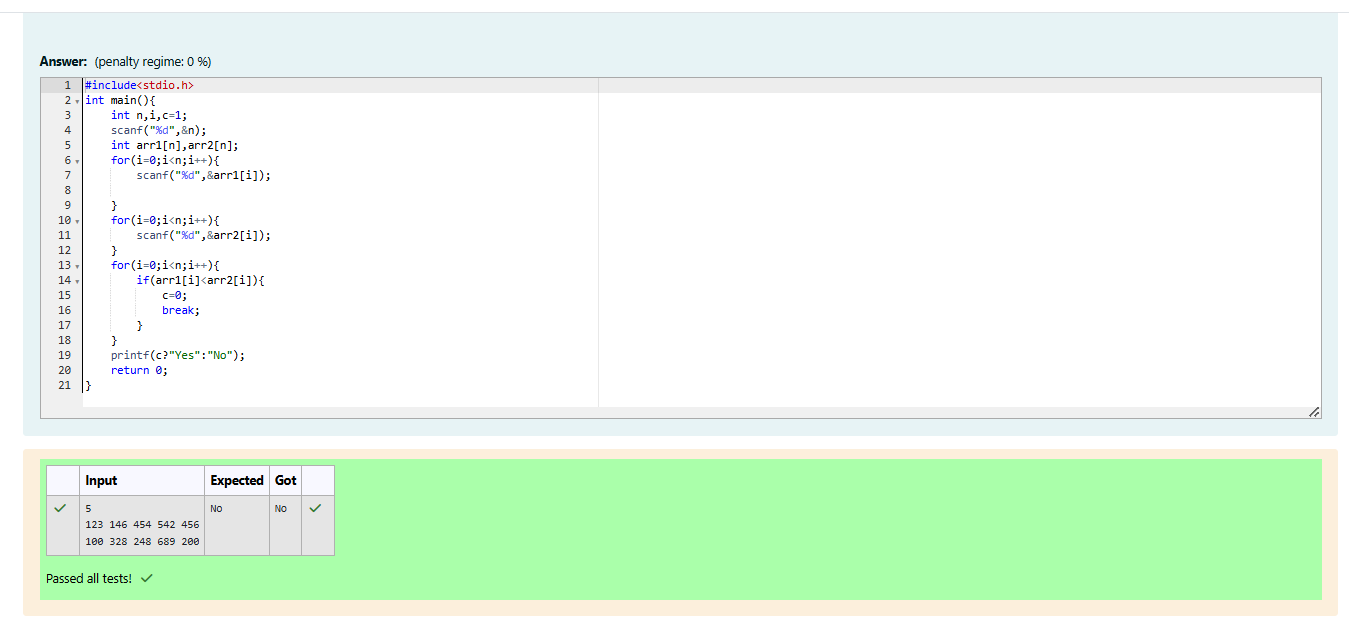 Answer: (penalty regime: 0 %)
1 #include<stdio.h>
2 int main(){
3     int n,i,c=1;
4     scanf("%d",&n);
5     int arr1[n],arr2[n];
6     for(i=0;i<n;i++){
7         scanf("%d",&arr1[i]);
8
9     }
10     for(i=0;i<n;i++){
11         scanf("%d",&arr2[i]);
12     }
13     for(i=0;i<n;i++){
14         if(arr1[i]<arr2[i]){
15             c=0;
16             break;
17         }
18     }
19     printf(c?"Yes":"No");
20     return 0;
21 }
Input Expected Got
5 No No
123 146 454 542 456
100 328 248 689 200
Passed all tests!